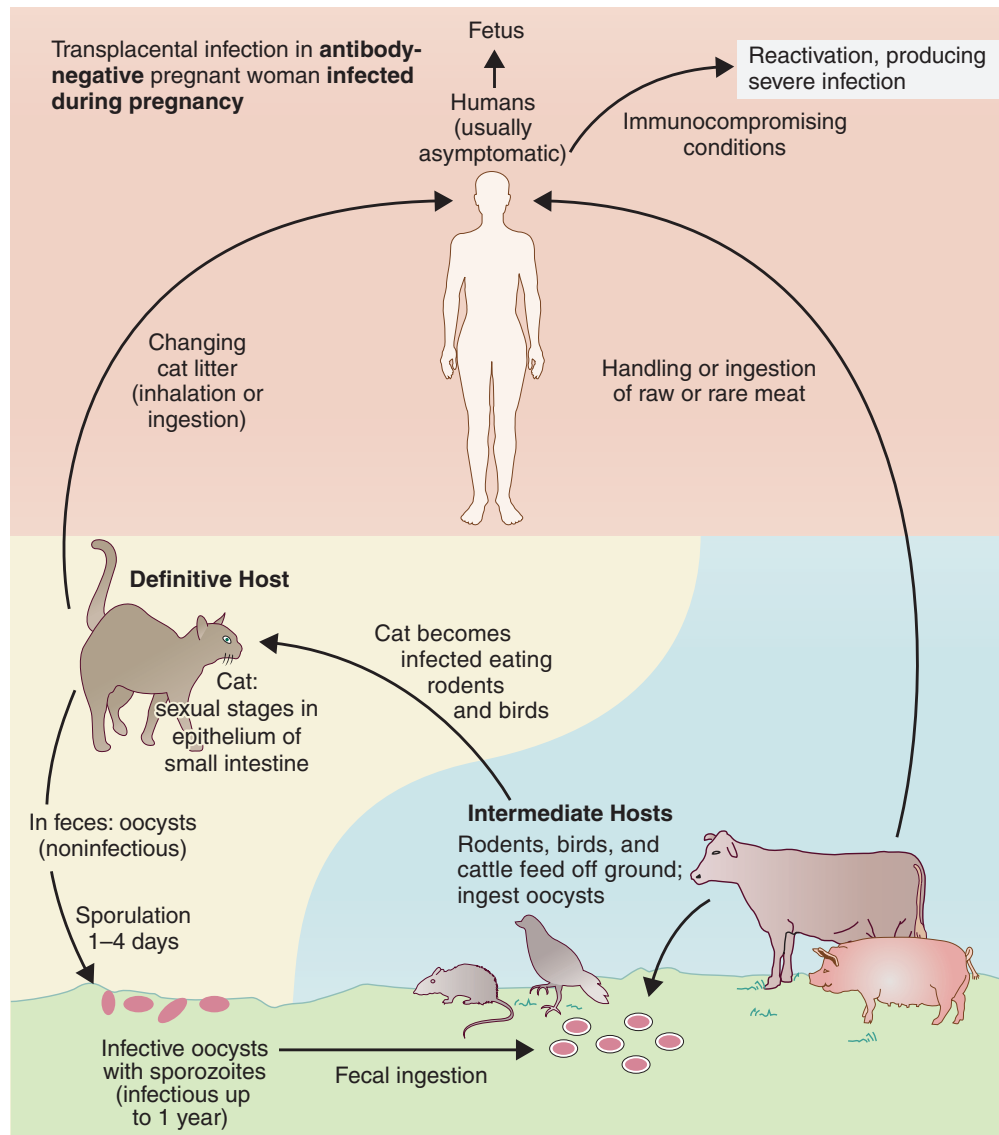 Transplacental infection in antibody-
negative pregnant woman infected
during pregnancy
Fetus
Humans
(usually
asymptomatic)
Reactivation, producing
severe infection
Immunocompromising
conditions
Changing
cat litter
(inhalation or
ingestion)
Handling or ingestion
of raw or rare meat
Definitive Host
Cat:
sexual stages in
epithelium of
small intestine
Cat becomes
infected eating
rodents
and birds
In feces: oocysts
(noninfectious)
Sporulation
1–4 days
Intermediate Hosts
Rodents, birds, and
cattle feed off ground;
ingest oocysts
Infective oocysts
with sporozoites
(infectious up
to 1 year)
Fecal ingestion